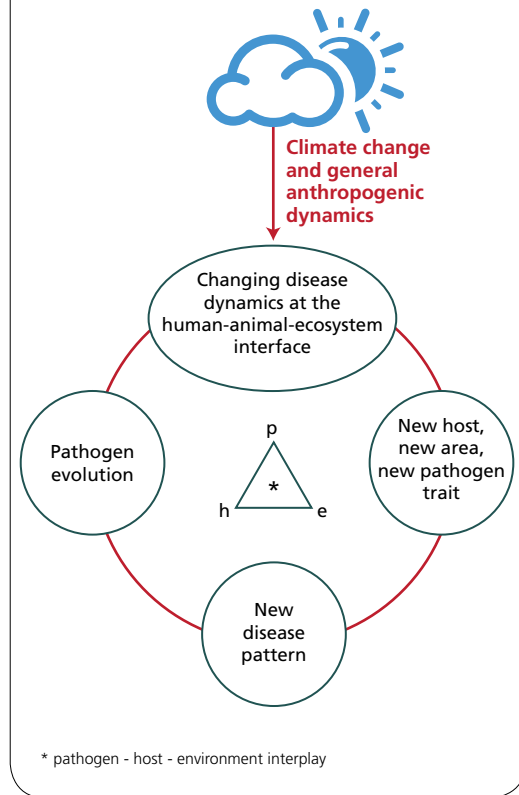 Climate change
and general
anthropogenic
dynamics
Changing disease
dynamics at the
human-animal-ecosystem
interface
Pathogen
evolution
New host,
new area,
new pathogen
trait
p
*
h
e
New
disease
pattern
* pathogen - host - environment interplay